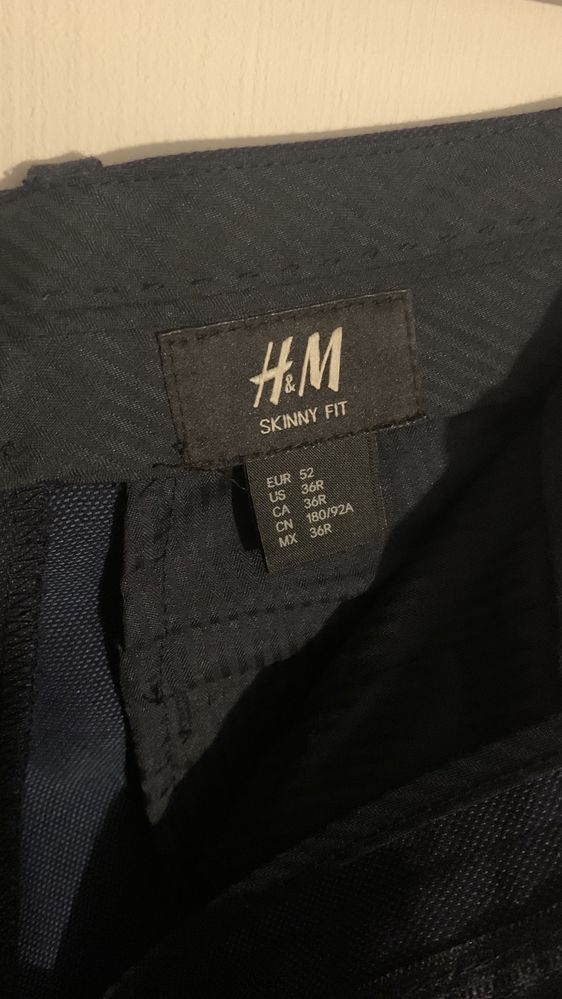 H&M
SKINNY FIT
EUR 52
US 36R
CA 36R
CN 180/92A
MX 36R